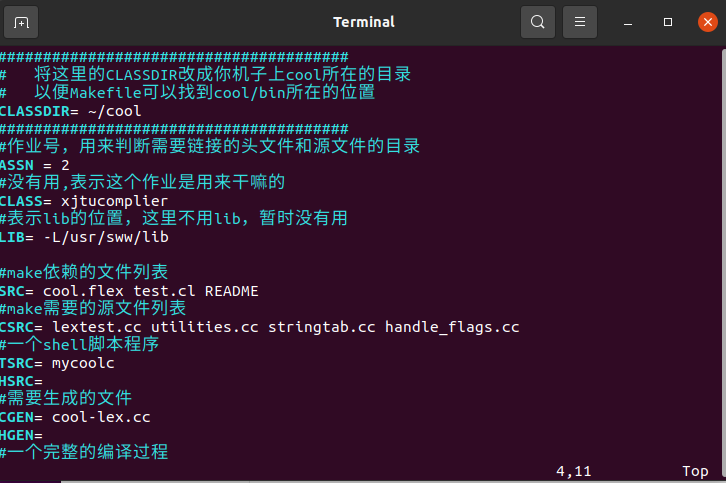 Terminal
#######################################
#   将这里的CLASSDIR改成你机子上cool所在的目录
#   以便Makefile可以找到cool/bin所在的位置
CLASSDIR= ~/cool
#######################################
#作业号，用来判断需要链接的头文件和源文件的目录
ASSN = 2
#没有用,表示这个作业是用来干嘛的
CLASS= xjtucomplier
#表示lib的位置，这里不用lib，暂时没有用
LIB= -L/usr/sww/lib
#make依赖的文件列表
SRC= cool.flex test.cl README
#make需要的源文件列表
CSRC= lextest.cc utilities.cc stringtab.cc handle_flags.cc
#一个shell脚本程序
TSRC= mycoolc
HSRC=
#需要生成的文件
CGEN= cool-lex.cc
HGEN=
#一个完整的编译过程
4,11 Top